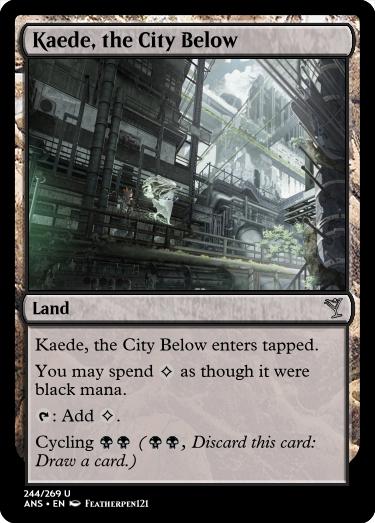 Kaede, the City Below
Land
Kaede, the City Below enters tapped.
You may spend ◇ as though it were
black mana.
: Add ◇.
Cycling (, Discard this card:
Draw a card.)
244/269 U
ANS • EN Featherpen121